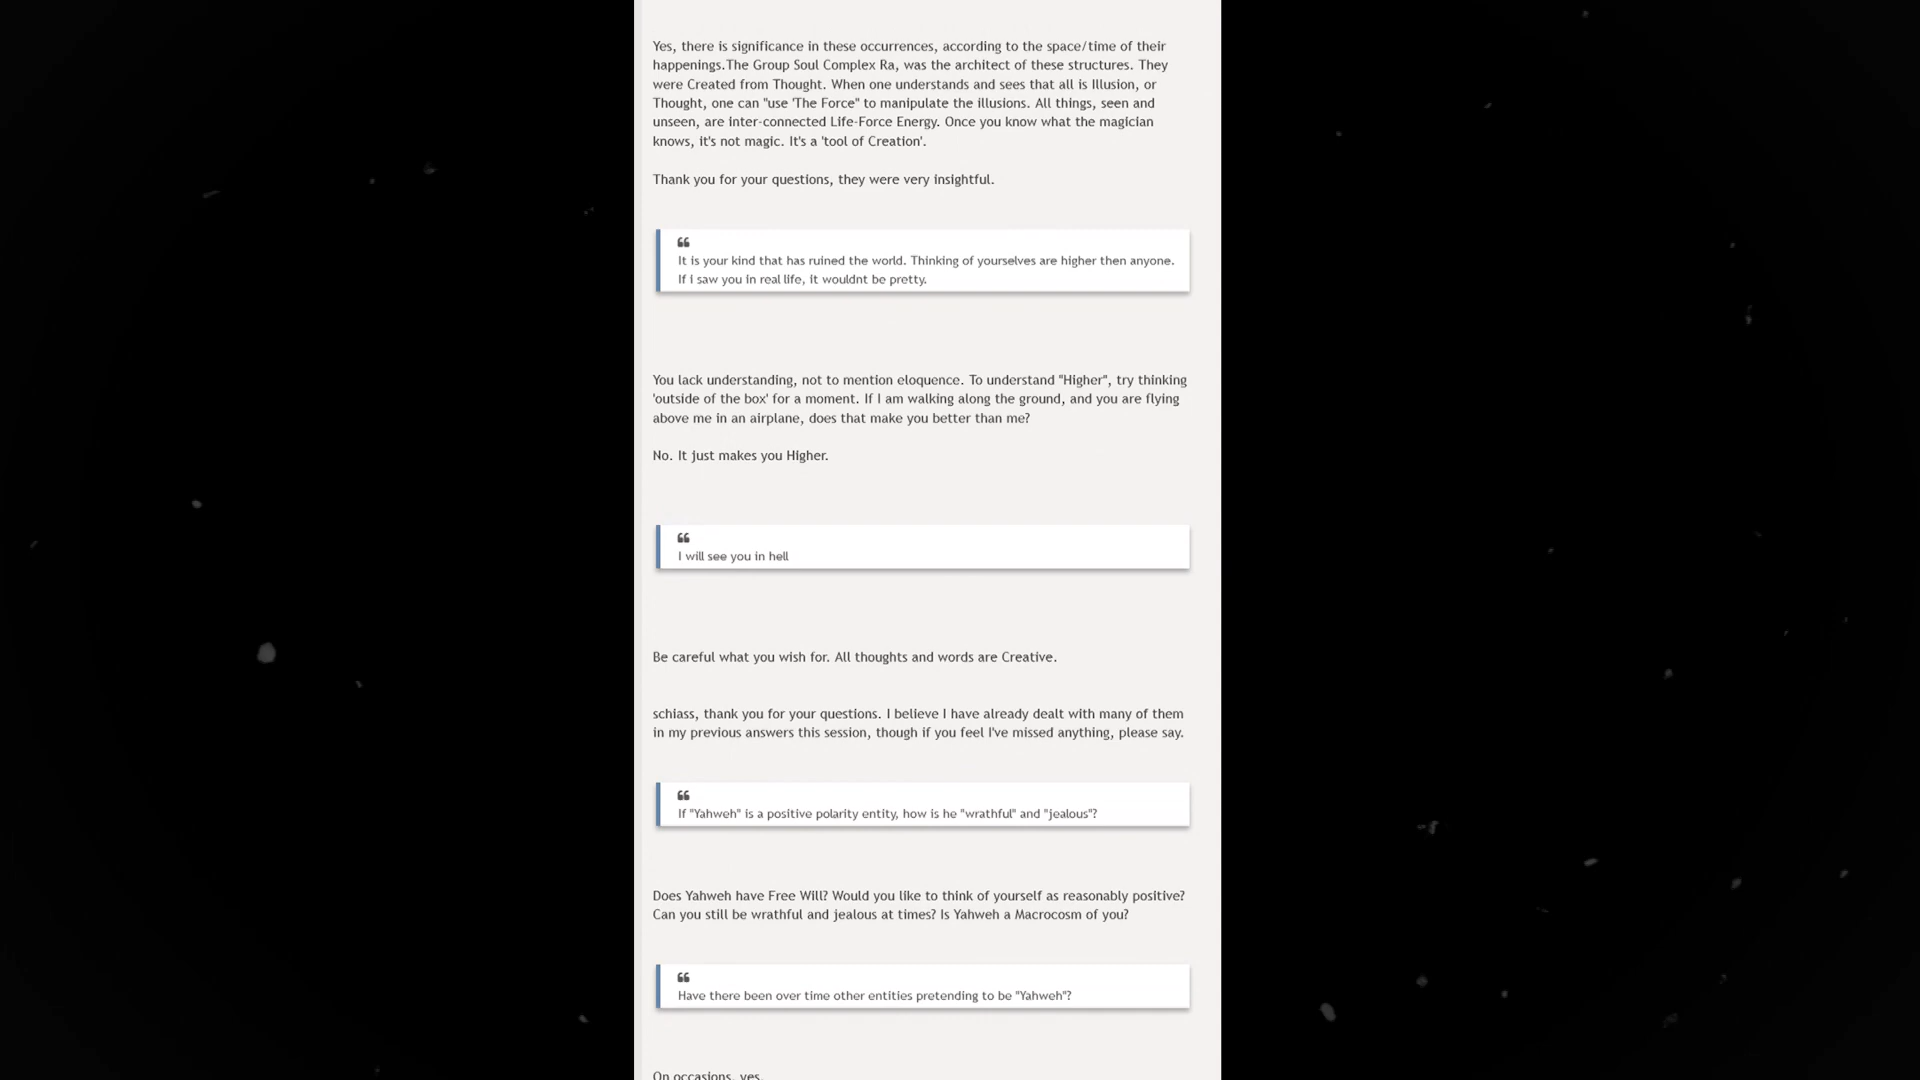 Yes, there is significance in these occurrences, according to the space/time of their
happenings.The Group Soul Complex Ra, was the architect of these structures. They
were Created from Thought. When one understands and sees that all is Illusion, or
Thought, one can "use 'The Force" to manipulate the illusions. All things, seen and
unseen, are inter-connected Life-Force Energy. Once you know what the magician
knows, it's not magic. It's a 'tool of Creation'.
Thank you for your questions, they were very insightful.
It is your kind that has ruined the world. Thinking of yourselves are higher then anyone.
If i saw you in real life, it wouldnt be pretty.
You lack understanding, not to mention eloquence. To understand "Higher", try thinking
'outside of the box' for a moment. If I am walking along the ground, and you are flying
above me in an airplane, does that make you better than me?
No. It just makes you Higher.
I will see you in hell
Be careful what you wish for. All thoughts and words are Creative.
schiass, thank you for your questions. I believe I have already dealt with many of them
in my previous answers this session, though if you feel I've missed anything, please say.
If "Yahweh" is a positive polarity entity, how is he "wrathful" and "jealous"?
Does Yahweh have Free Will? Would you like to think of yourself as reasonably positive?
Can you still be wrathful and jealous at times? Is Yahweh a Macrocosm of you?
Have there been over time other entities pretending to be "Yahweh"?
On occasions, yes.